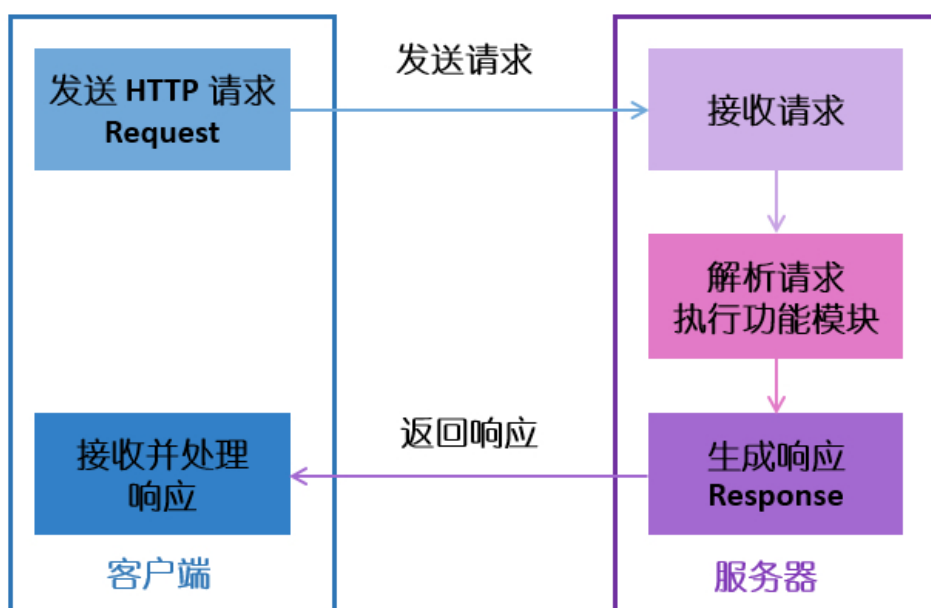 发送 HTTP 请求
Request
发送请求
接收请求
解析请求
执行功能模块
生成响应
Response
返回响应
接收并处理
响应
客户端
服务器